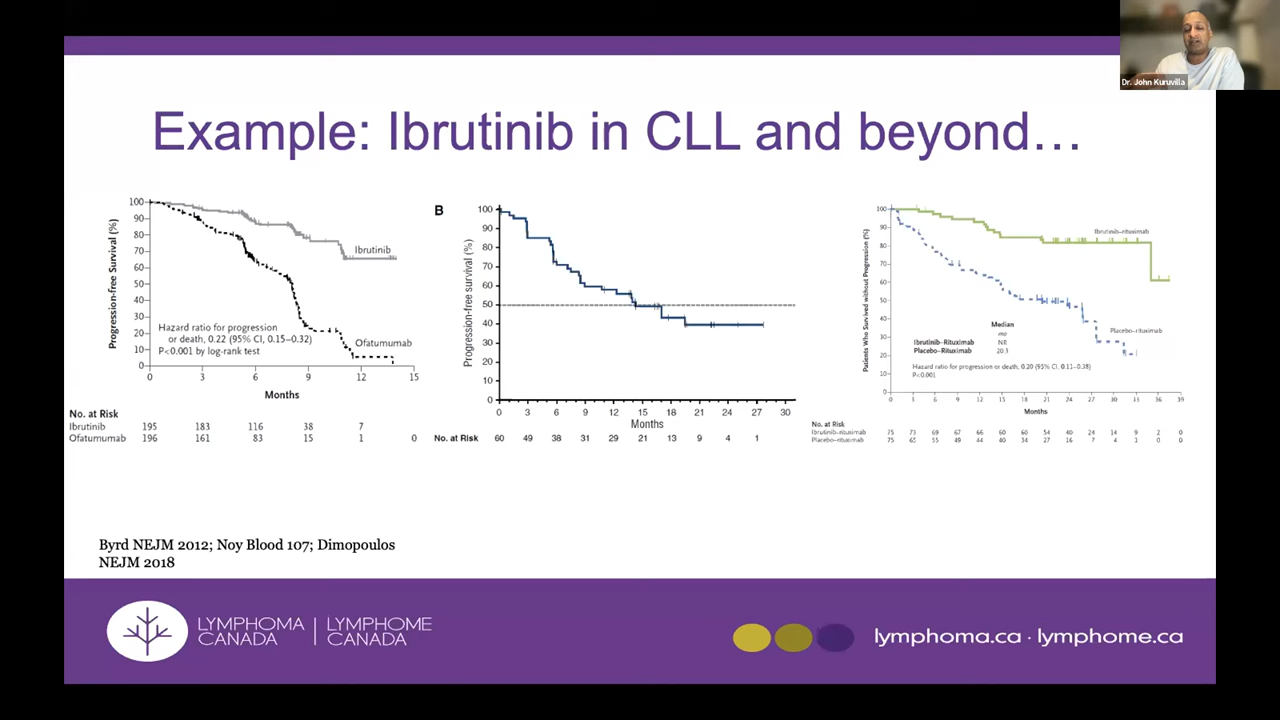 Dr. John Kuruvilla
Example: Ibrutinib in CLL and beyond…
Progression-free Survival (%)
100
90
80
70
60
50
40
30
20
10
0
Ibrutinib
Ofatumumab
Hazard ratio for progression
or death, 0.22 (95% CI, 0.15–0.32)
P<0.001 by log-rank test
0 3 6 9 12 15
Months
No. at Risk
Ibrutinib 195 183 116 38 7
Ofatumumab 196 161 83 15 1 0
B
Progression-free survival (%)
100
90
80
70
60
50
40
30
20
10
0
0 3 6 9 12 15 18 21 24 27 30
Months
No. at Risk 60 49 38 31 29 21 13 9 4 1
Patients Who Survived without Progression (%)
100
90
80
70
60
50
40
30
20
10
0
Ibrutinib–rituximab
Placebo–rituximab
Median
mo
Ibrutinib–Rituximab NR
Placebo–Rituximab 20.3
Hazard ratio for progression or death, 0.20 (95% CI, 0.11–0.38)
P<0.001
0 3 6 9 12 15 18 21 24 27 30 33 36 39
Months
No. at Risk
Ibrutinib–rituximab 75 73 69 67 66 60 60 54 40 24 14 9 2 0
Placebo–rituximab 75 65 55 49 44 40 34 27 16 7 4 1 0 0
Byrd NEJM 2012; Noy Blood 107; Dimopoulos
NEJM 2018
LYMPHOMA | LYMPHOME
CANADA | CANADA
lymphoma.ca · lymphome.ca